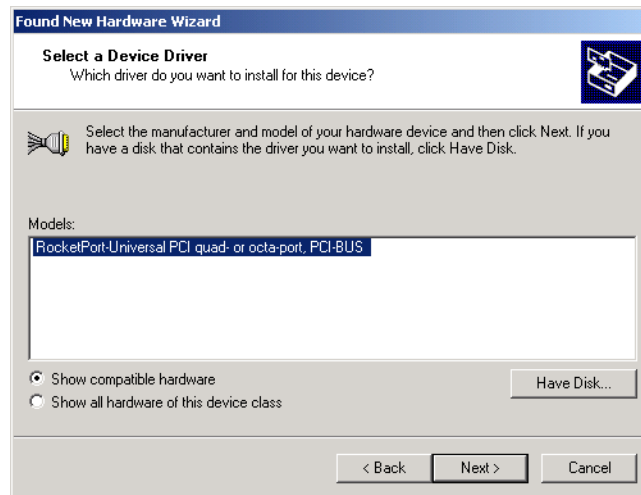 Found New Hardware Wizard
Select a Device Driver
Which driver do you want to install for this device?
Select the manufacturer and model of your hardware device and then click Next. If you
have a disk that contains the driver you want to install, click Have Disk.
Models:
RocketPort-Universal PCI quad- or octa-port, PCI-BUS
Show compatible hardware
Show all hardware of this device class
Have Disk...
< Back
Next >
Cancel